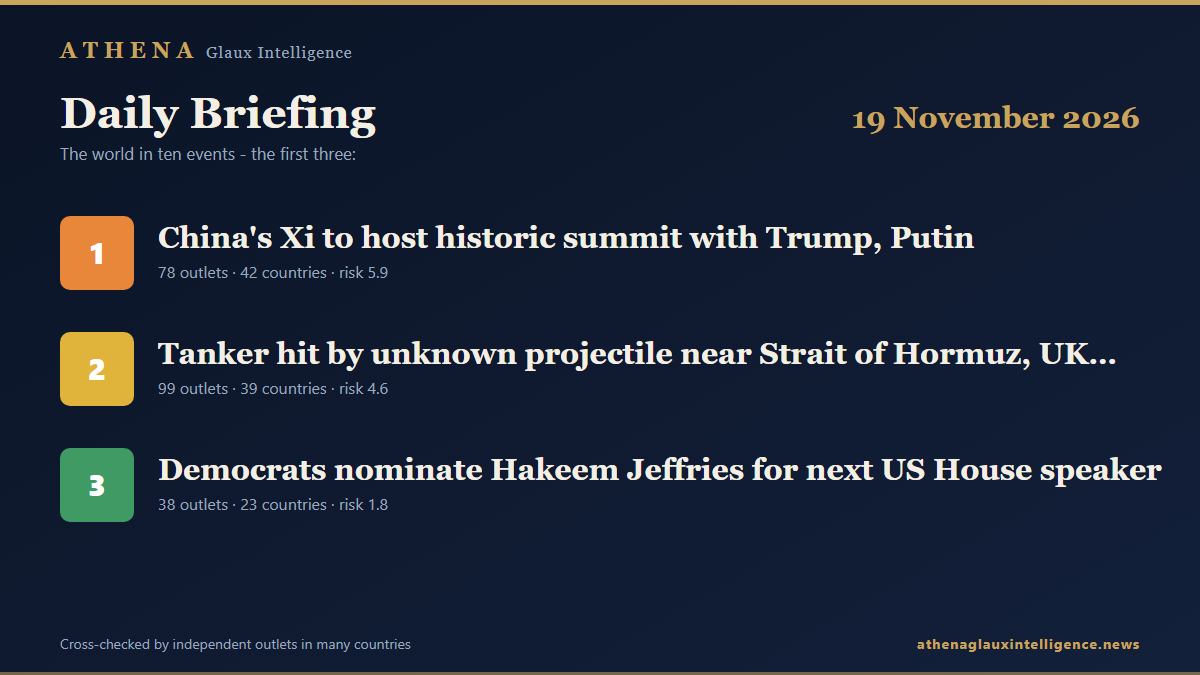 ATHENA Glaux Intelligence
Daily Briefing
19 November 2026
The world in ten events - the first three:
1
China's Xi to host historic summit with Trump, Putin
78 outlets · 42 countries · risk 5.9
2
Tanker hit by unknown projectile near Strait of Hormuz, UK...
99 outlets · 39 countries · risk 4.6
3
Democrats nominate Hakeem Jeffries for next US House speaker
38 outlets · 23 countries · risk 1.8
Cross-checked by independent outlets in many countries
athenaglauxintelligence.news